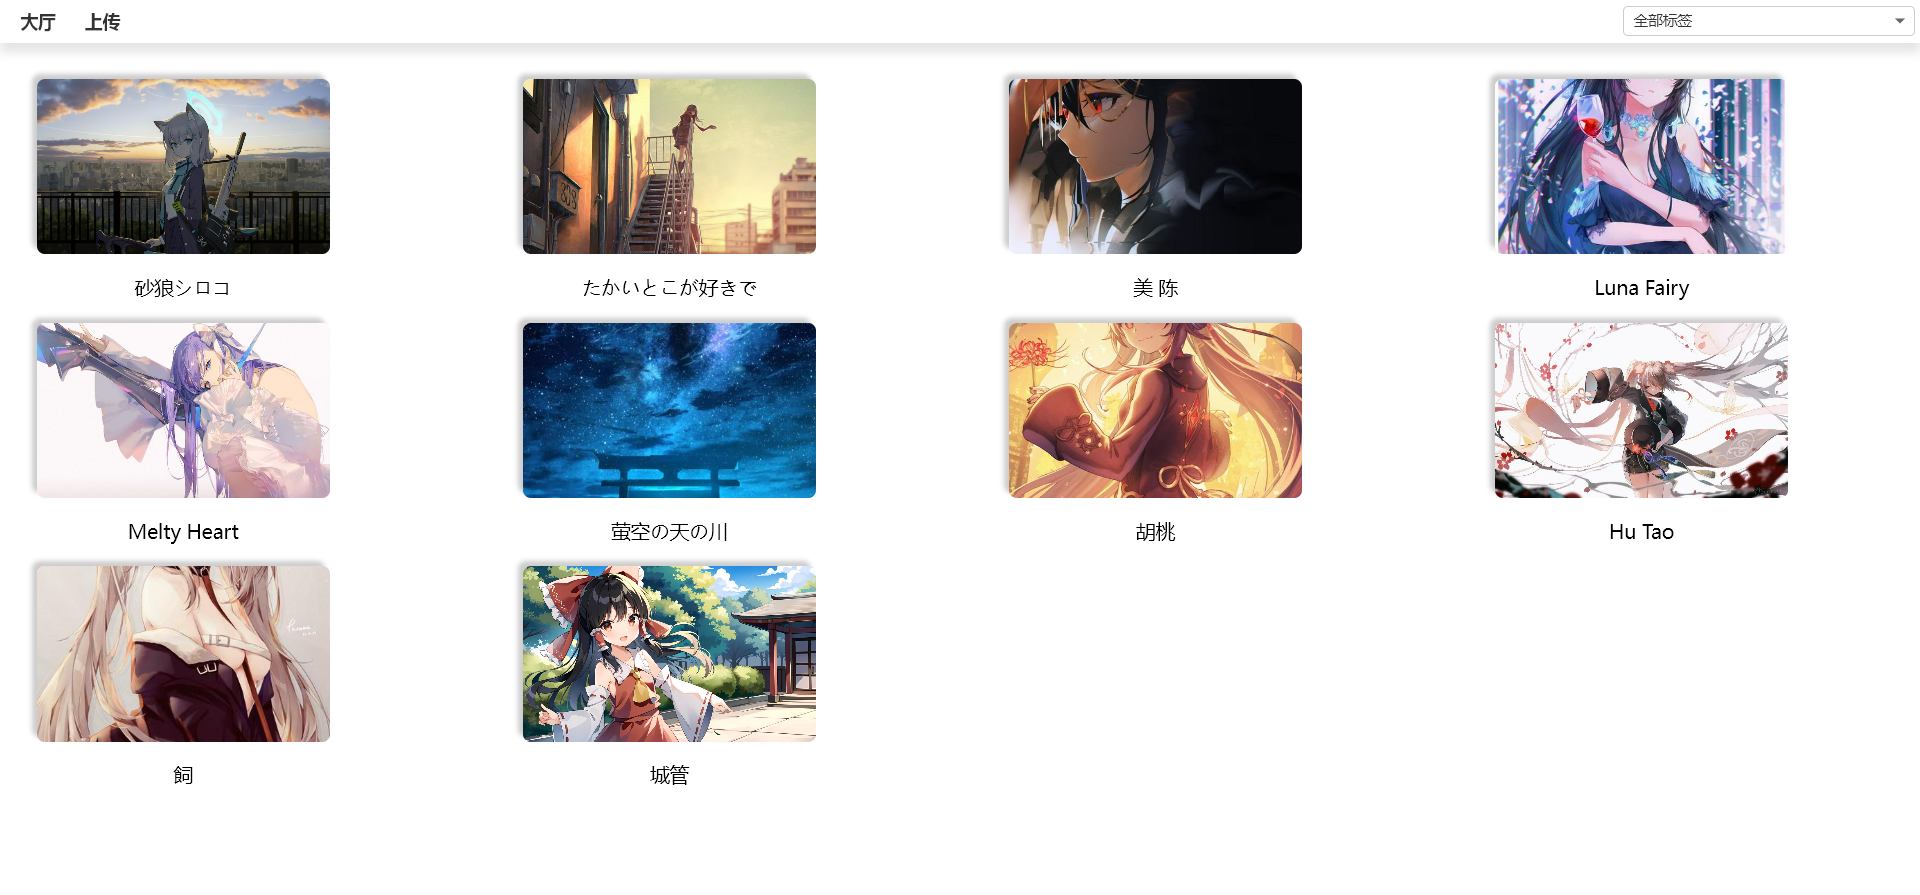 大厅 上传 全部标签
砂狼シロコ たかいとこが好きで 美 陈 Luna Fairy
Melty Heart 萤空の天の川 胡桃 Hu Tao
飼 城管